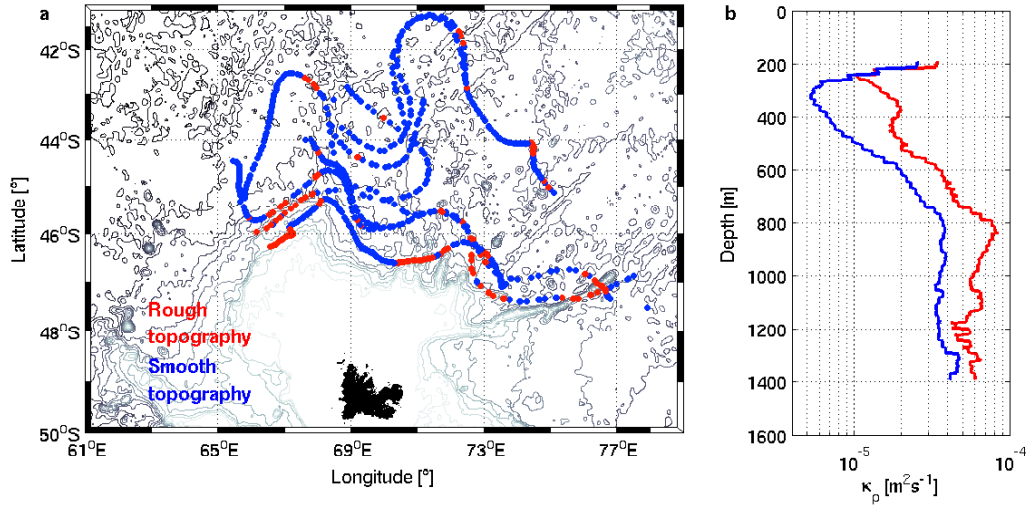 a
42°S
44°S
46°S
48°S
50°S
Latitude [°]
Rough
topography
Smooth
topography
61°E
65°E
69°E
73°E
77°E
Longitude [°]
b
0
200
400
600
800
1000
1200
1400
1600
Depth [m]
10⁻⁵
10⁻⁴
κρ [m²s⁻¹]